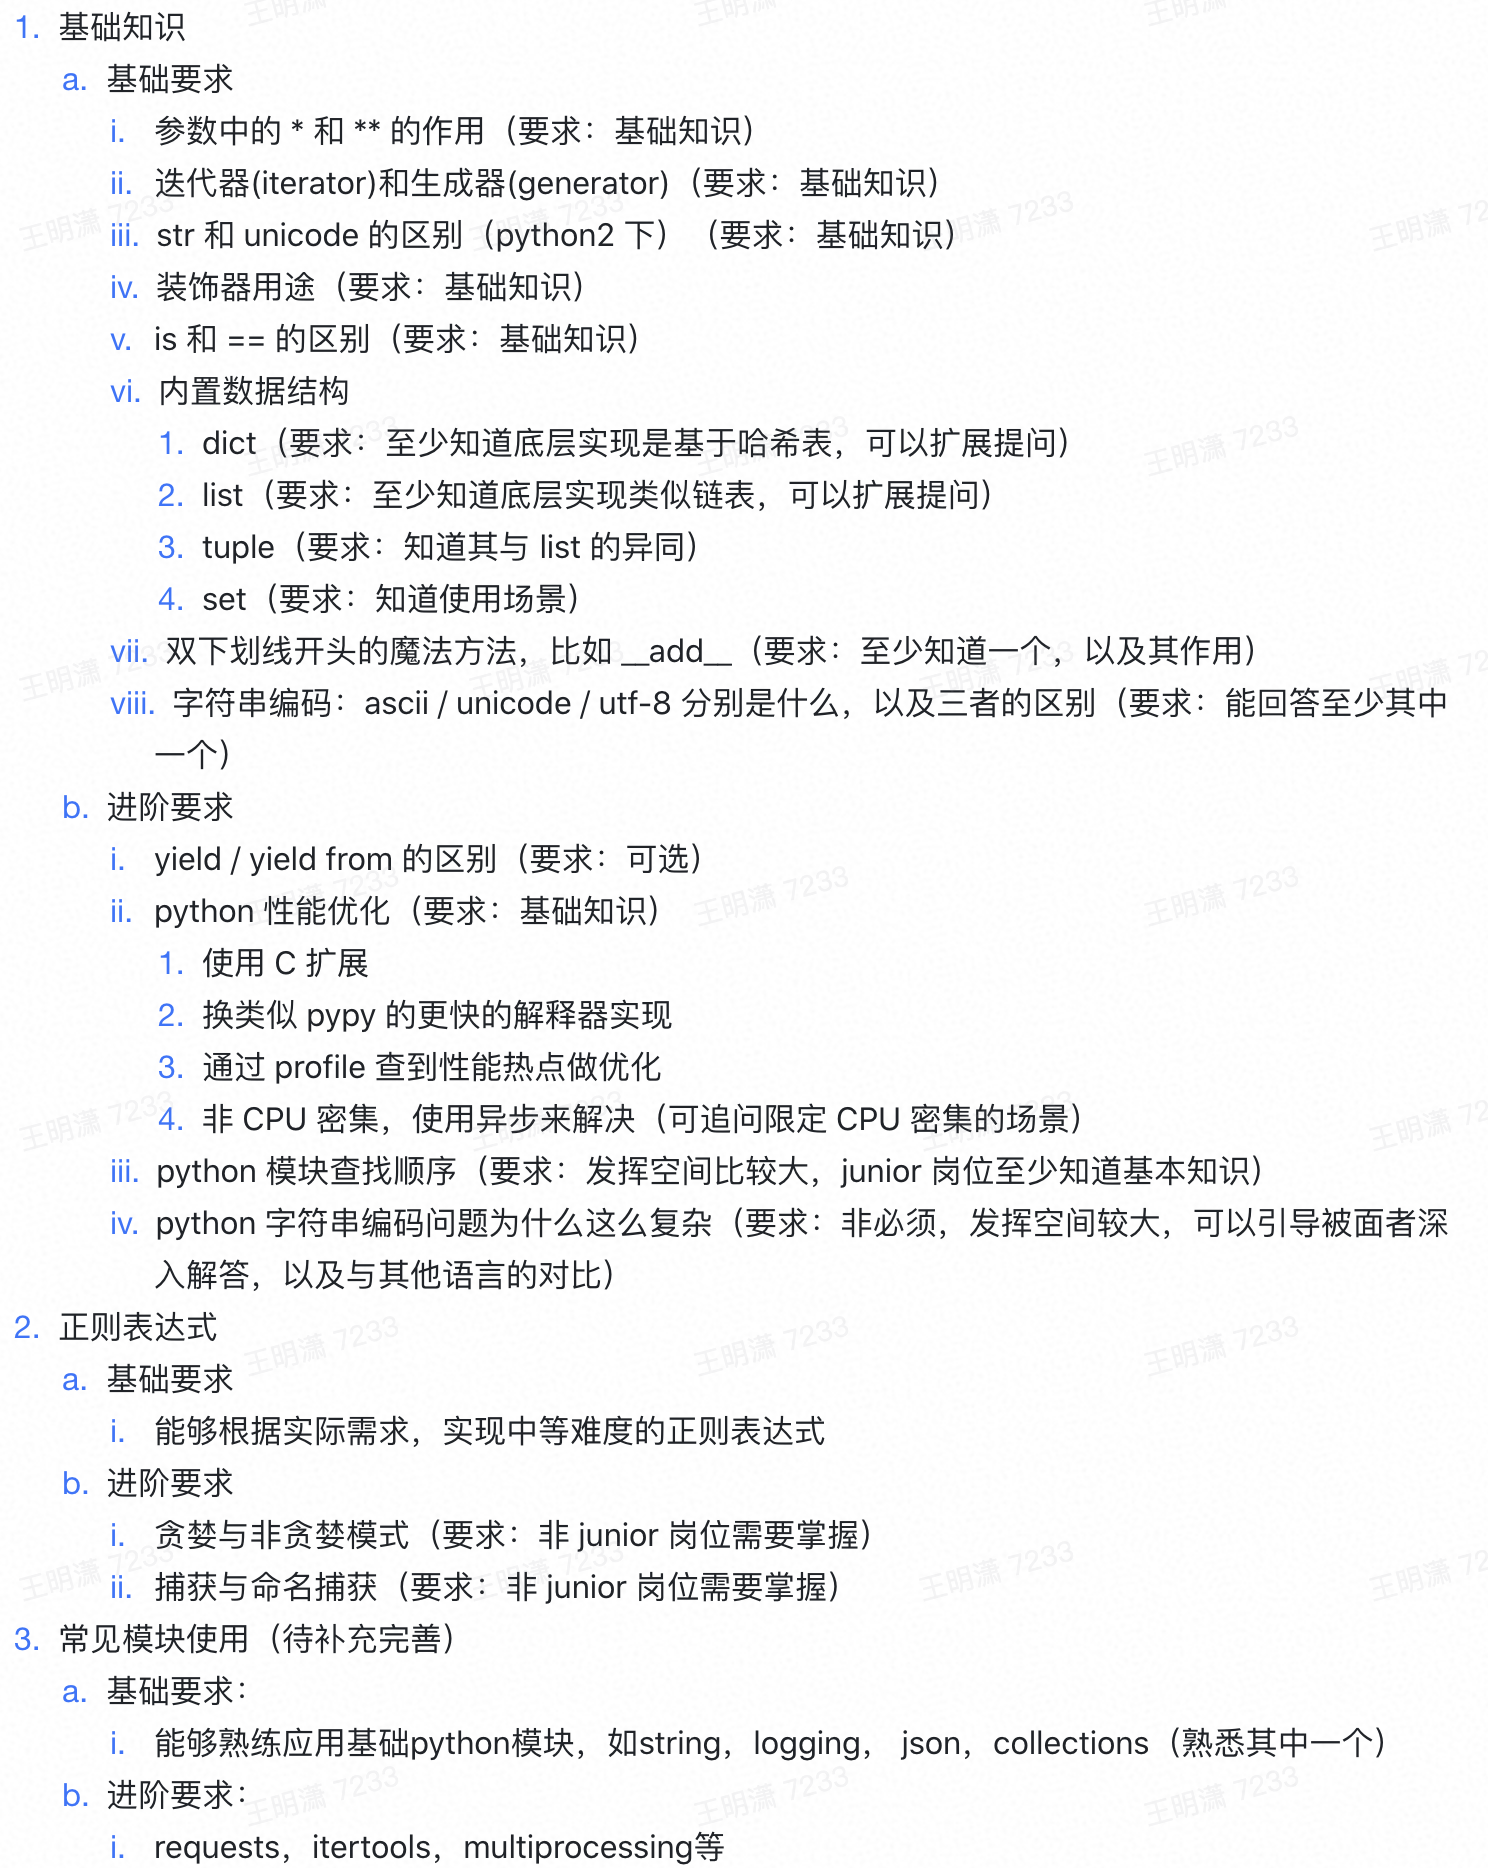 1. 基础知识
a. 基础要求
i. 参数中的 * 和 ** 的作用（要求：基础知识）
ii. 迭代器(iterator)和生成器(generator)（要求：基础知识）
iii. str 和 unicode 的区别（python2 下）（要求：基础知识）
iv. 装饰器用途（要求：基础知识）
v. is 和 == 的区别（要求：基础知识）
vi. 内置数据结构
1. dict（要求：至少知道底层实现是基于哈希表，可以扩展提问）
2. list（要求：至少知道底层实现类似链表，可以扩展提问）
3. tuple（要求：知道其与 list 的异同）
4. set（要求：知道使用场景）
vii. 双下划线开头的魔法方法，比如 __add__（要求：至少知道一个，以及其作用）
viii. 字符串编码：ascii / unicode / utf-8 分别是什么，以及三者的区别（要求：能回答至少其中
一个）
b. 进阶要求
i. yield / yield from 的区别（要求：可选）
ii. python 性能优化（要求：基础知识）
1. 使用 C 扩展
2. 换类似 pypy 的更快的解释器实现
3. 通过 profile 查到性能热点做优化
4. 非 CPU 密集，使用异步来解决（可追问限定 CPU 密集的场景）
iii. python 模块查找顺序（要求：发挥空间比较大，junior 岗位至少知道基本知识）
iv. python 字符串编码问题为什么这么复杂（要求：非必须，发挥空间较大，可以引导被面者深
入解答，以及与其他语言的对比）
2. 正则表达式
a. 基础要求
i. 能够根据实际需求，实现中等难度的正则表达式
b. 进阶要求
i. 贪婪与非贪婪模式（要求：非 junior 岗位需要掌握）
ii. 捕获与命名捕获（要求：非 junior 岗位需要掌握）
3. 常见模块使用（待补充完善）
a. 基础要求：
i. 能够熟练应用基础python模块，如string，logging， json，collections（熟悉其中一个）
b. 进阶要求：
i. requests，itertools，multiprocessing等
王明潇 7233